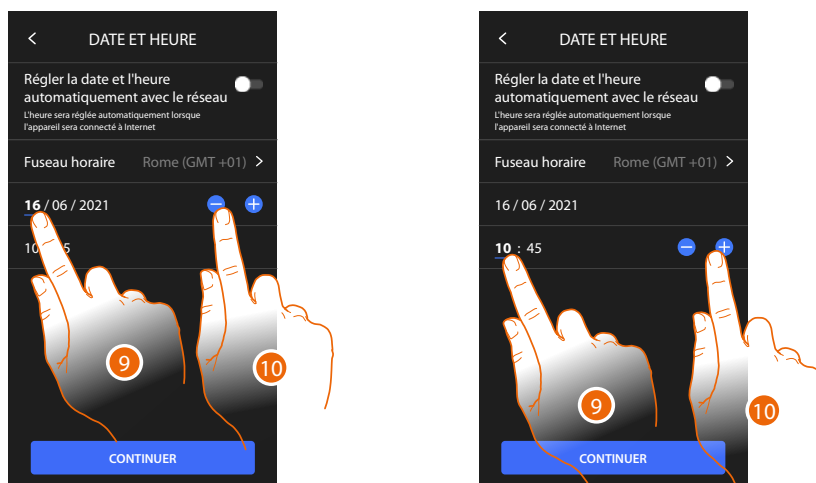 DATE ET HEURE
Régler la date et l'heure
automatiquement avec le réseau
L'heure sera réglée automatiquement lorsque
l'appareil sera connecté à Internet
Fuseau horaire Rome (GMT +01)
16 / 06 / 2021
10 5
9
10
CONTINUER
DATE ET HEURE
Régler la date et l'heure
automatiquement avec le réseau
L'heure sera réglée automatiquement lorsque
l'appareil sera connecté à Internet
Fuseau horaire Rome (GMT +01)
16 / 06 / 2021
10 : 45
9
10
CONTINUER